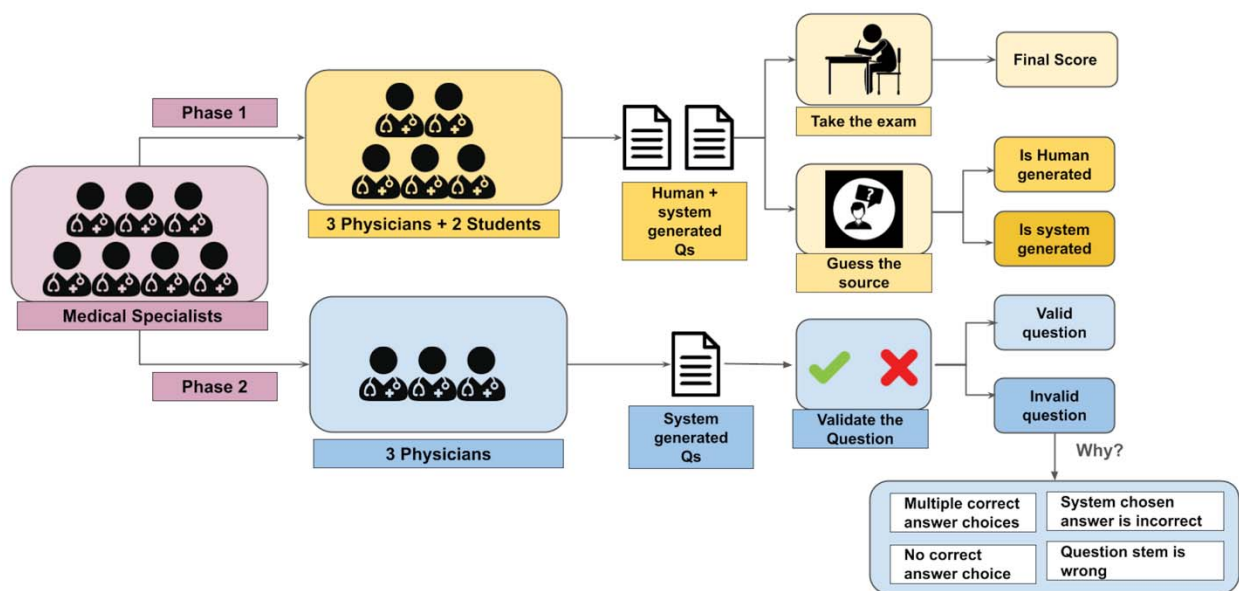 Phase 1
Medical Specialists
Phase 2
3 Physicians + 2 Students
Human +
system
generated
Qs
Take the exam
Final Score
?
Guess the
source
Is Human
generated
Is system
generated
3 Physicians
System
generated
Qs
Validate the
Question
Valid
question
Invalid
question
Why?
Multiple correct
answer choices
System chosen
answer is incorrect
No correct
answer choice
Question stem is
wrong